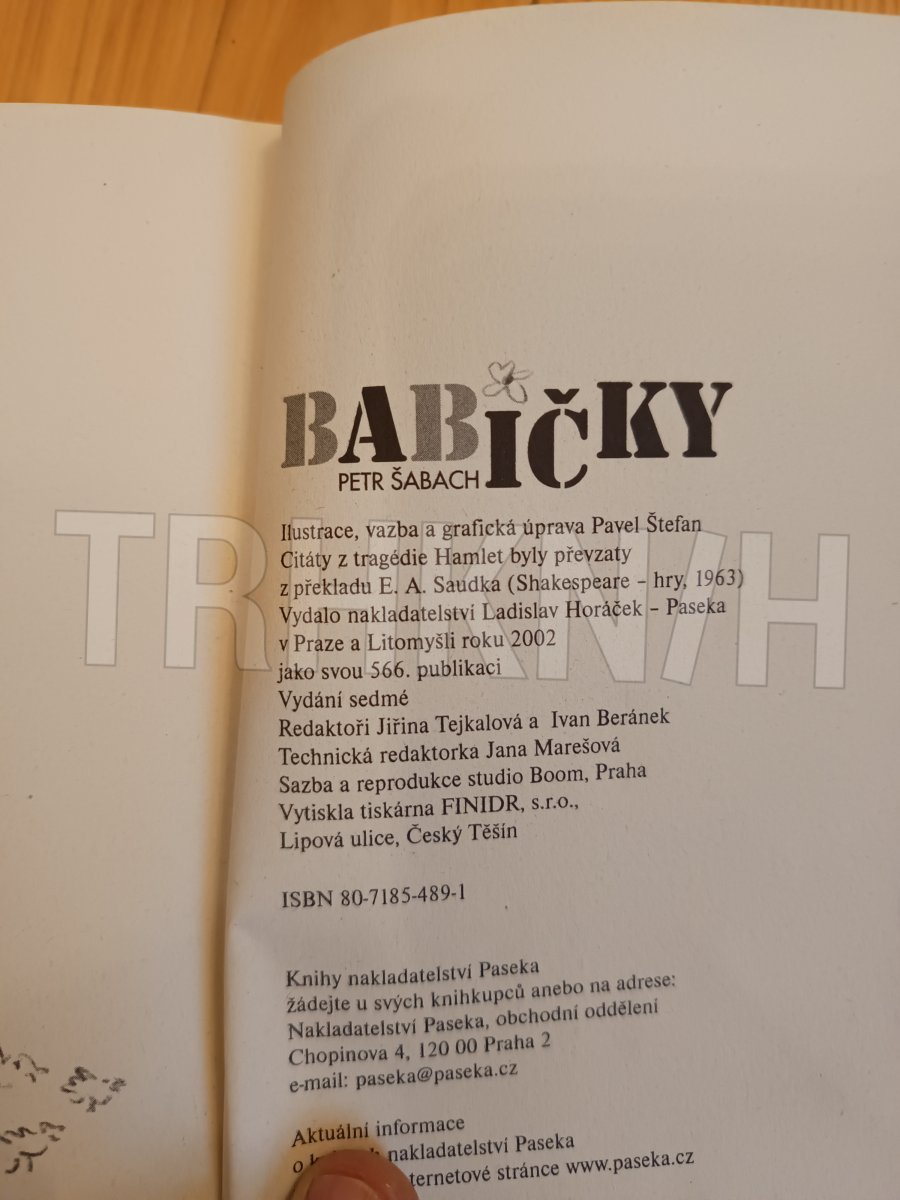 BABIČKY
PETR ŠABACH
Ilustrace, vazba a grafická úprava Pavel Štefan
Citáty z tragédie Hamlet byly převzaty
z překladu E. A. Saudka (Shakespeare – hry, 1963)
Vydalo nakladatelství Ladislav Horáček – Paseka
v Praze a Litomyšli roku 2002
jako svou 566. publikaci
Vydání sedmé
Redaktoři Jiřina Tejkalová a Ivan Beránek
Technická redaktorka Jana Marešová
Sazba a reprodukce studio Boom, Praha
Vytiskla tiskárna FINIDR, s.r.o.,
Lipová ulice, Český Těšín
ISBN 80-7185-489-1
Knihy nakladatelství Paseka
žádejte u svých knihkupců anebo na adrese:
Nakladatelství Paseka, obchodní oddělení
Chopinova 4, 120 00 Praha 2
e-mail: paseka@paseka.cz
Aktuální informace
o nakladatelství Paseka
stránce www.paseka.cz
TRHKNIH